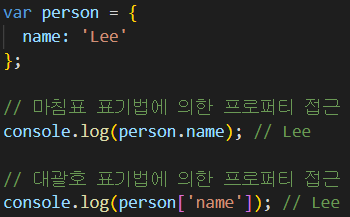 var person = {
  name: 'Lee'
};

// 마침표 표기법에 의한 프로퍼티 접근
console.log(person.name); // Lee

// 대괄호 표기법에 의한 프로퍼티 접근
console.log(person['name']); // Lee